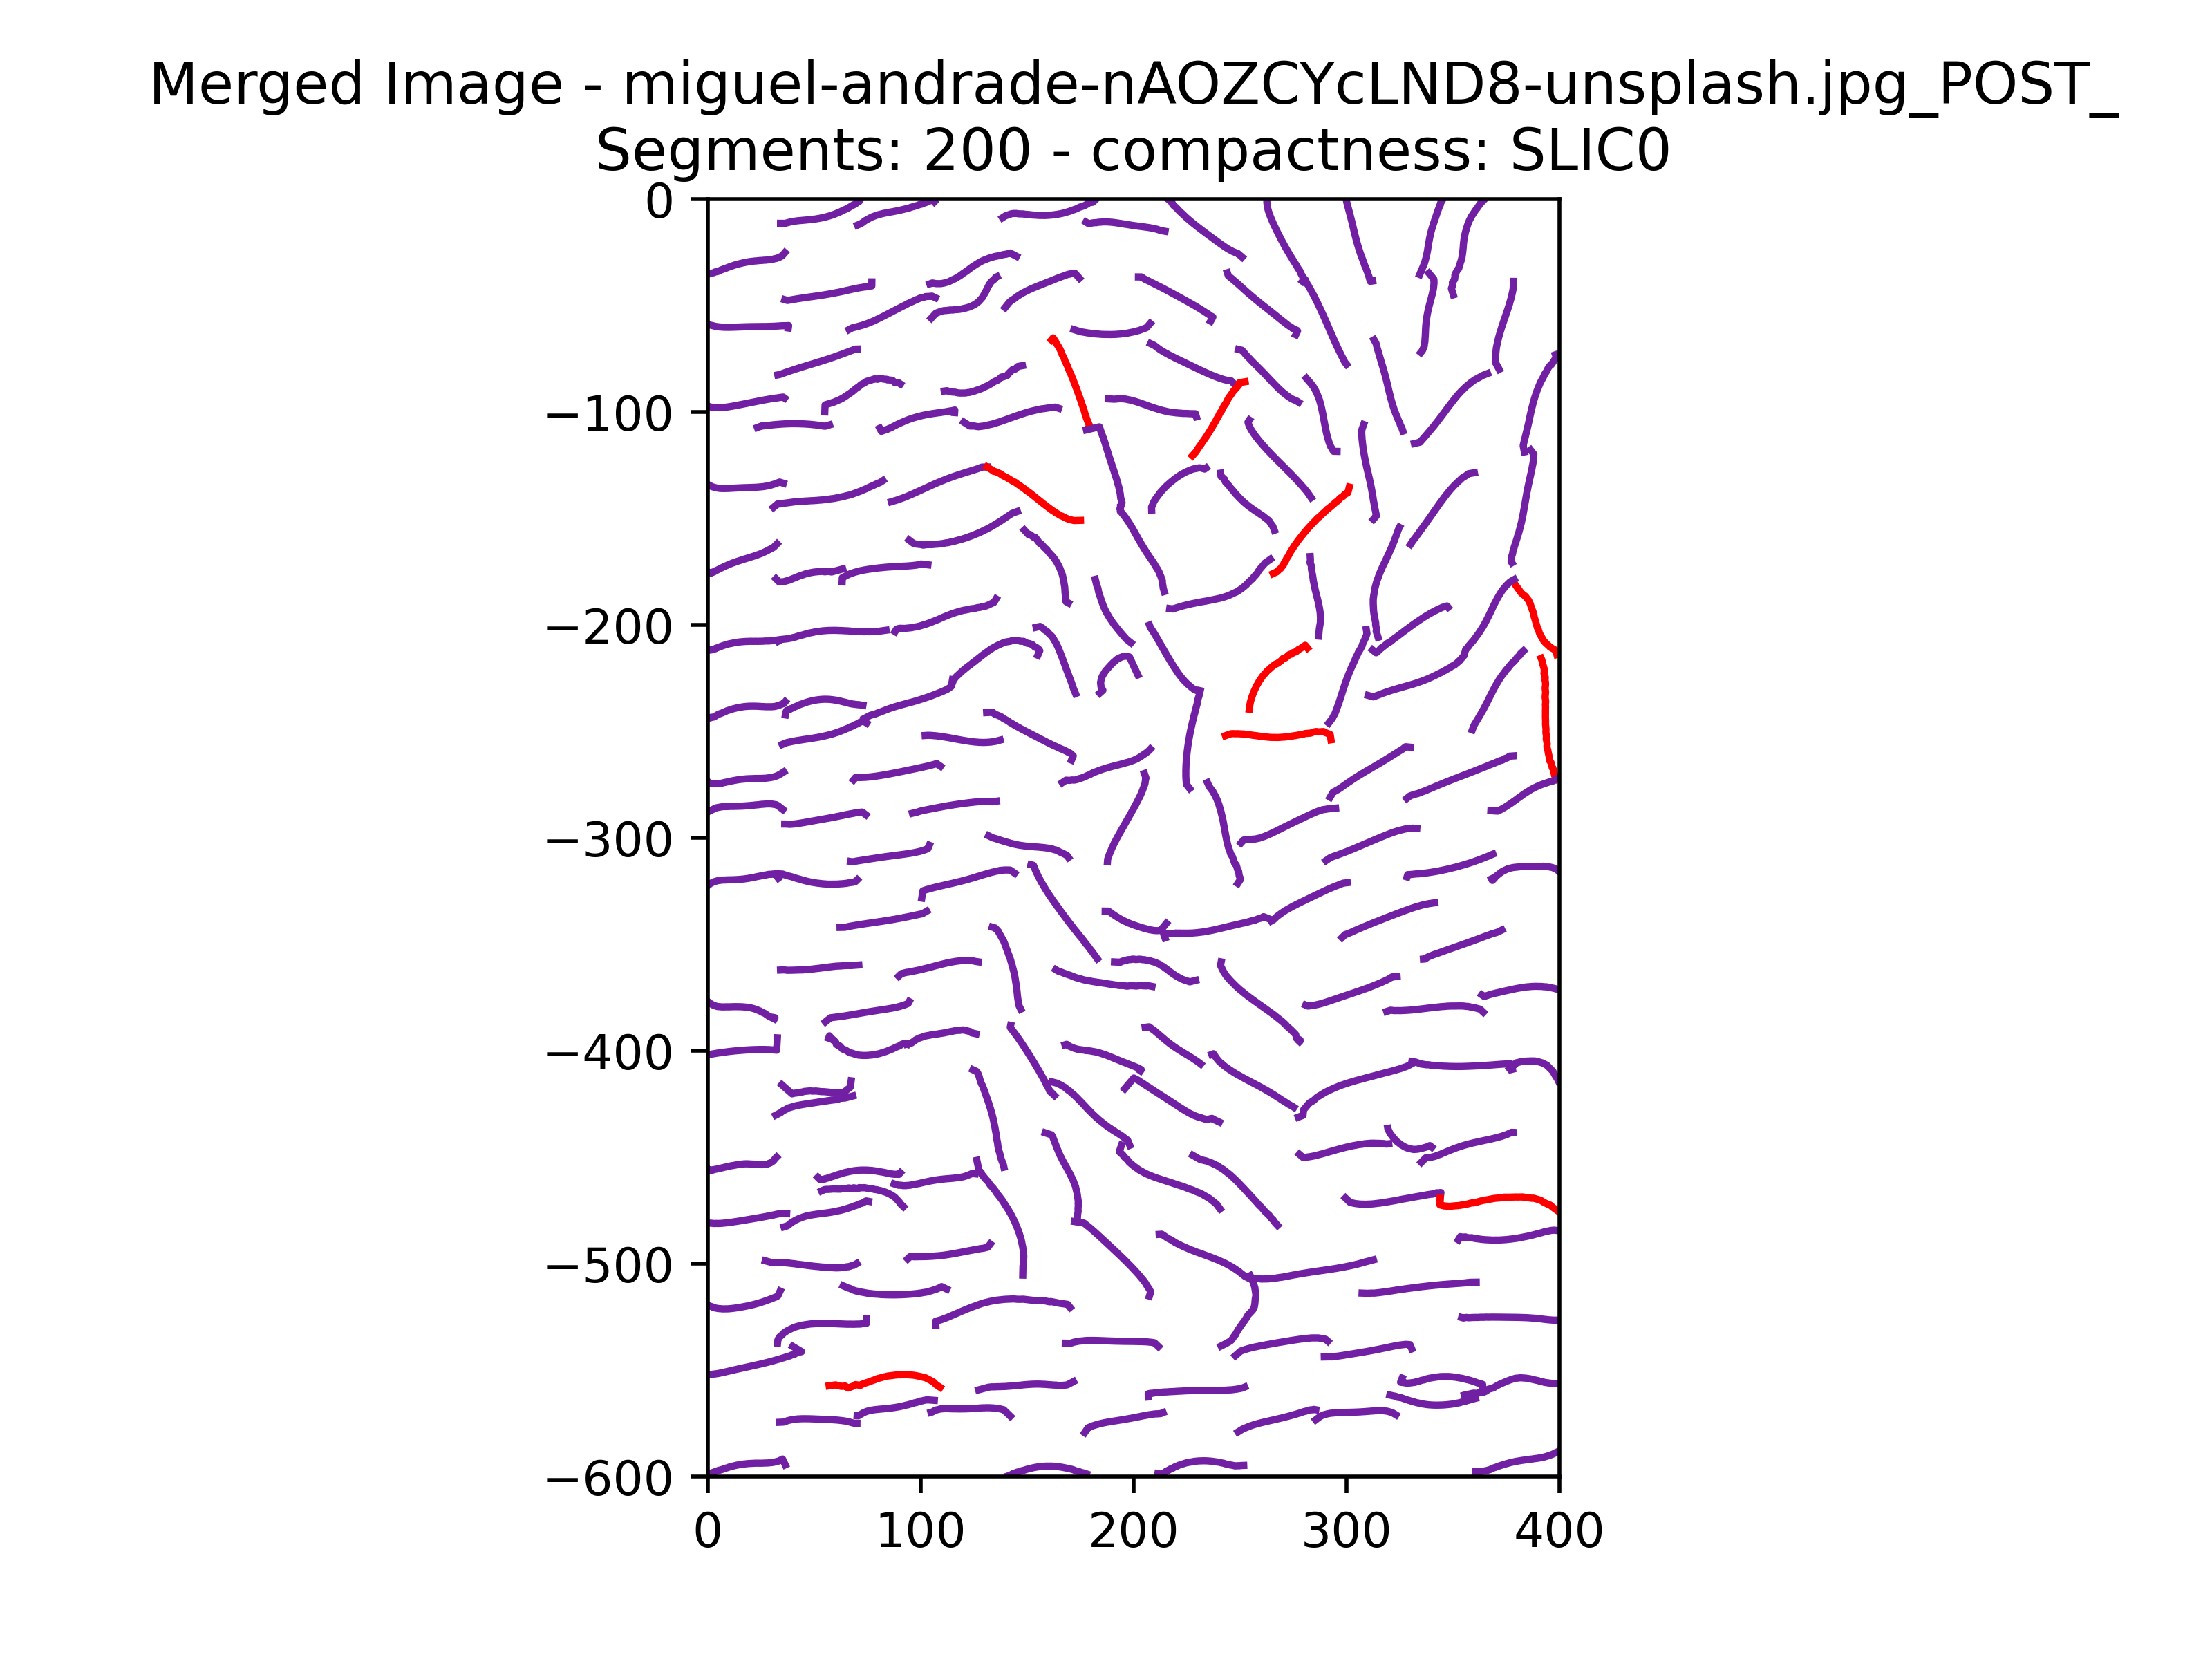 Merged Image - miguel-andrade-nAOZCYcLND8-unsplash.jpg_POST_
Segments: 200 - compactness: SLIC0
0
−100
−200
−300
−400
−500
−600
0 100 200 300 400